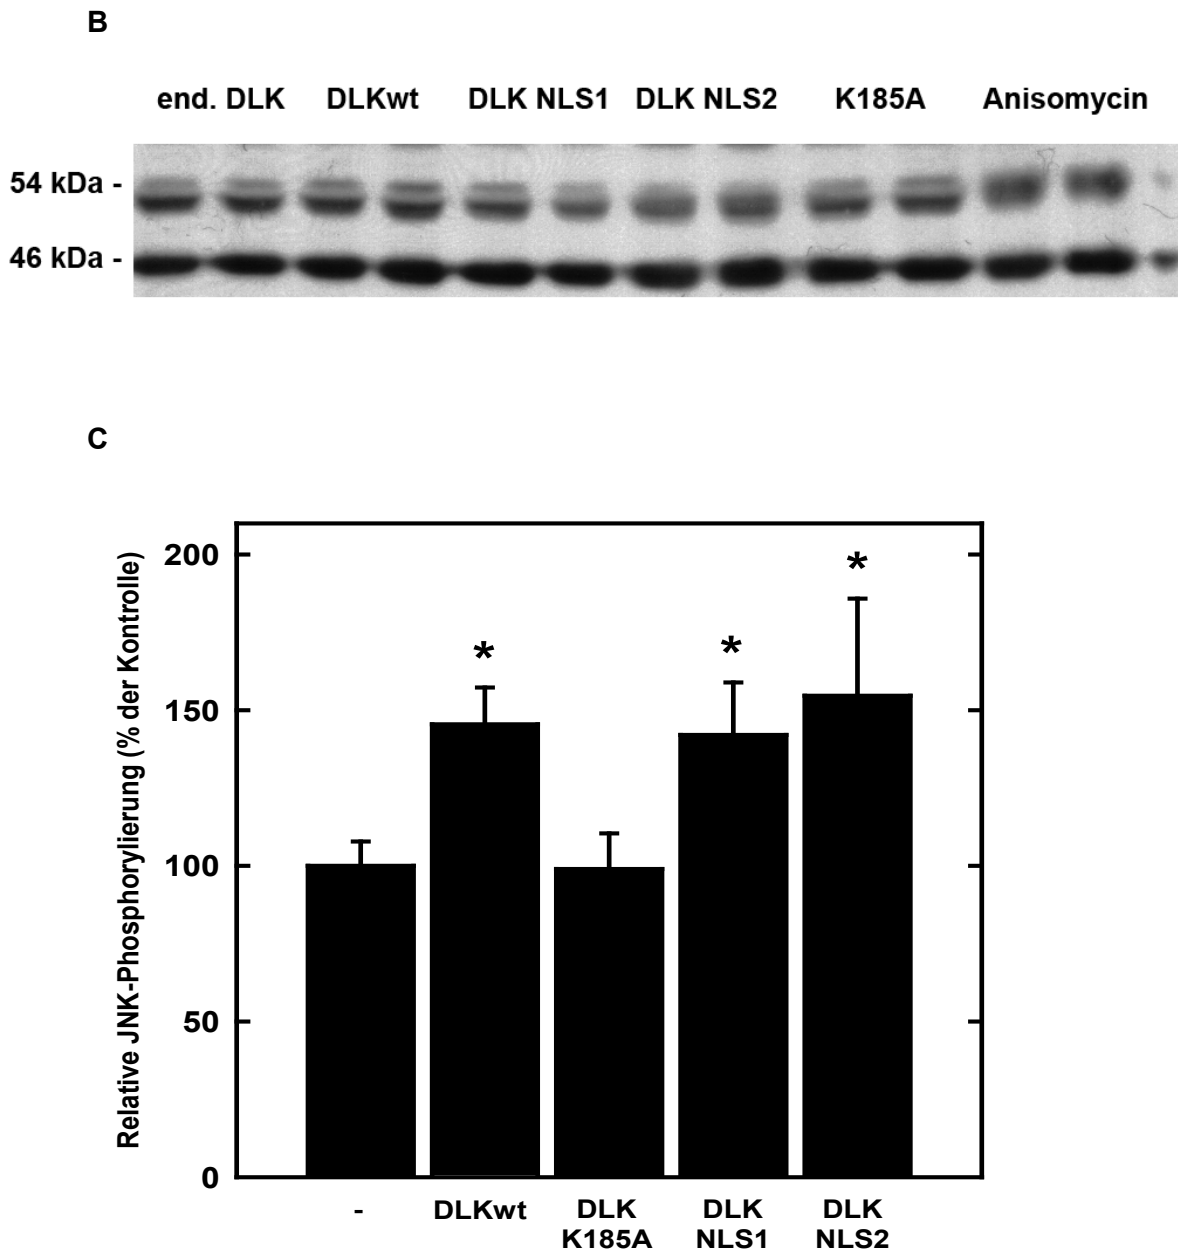 B
end. DLK DLKwt DLK NLS1 DLK NLS2 K185A Anisomycin
54 kDa -
46 kDa -
C
Relative JNK-Phosphorylierung (% der Kontrolle)
200
150
100
50
0
* * *
- DLKwt DLK K185A DLK NLS1 DLK NLS2